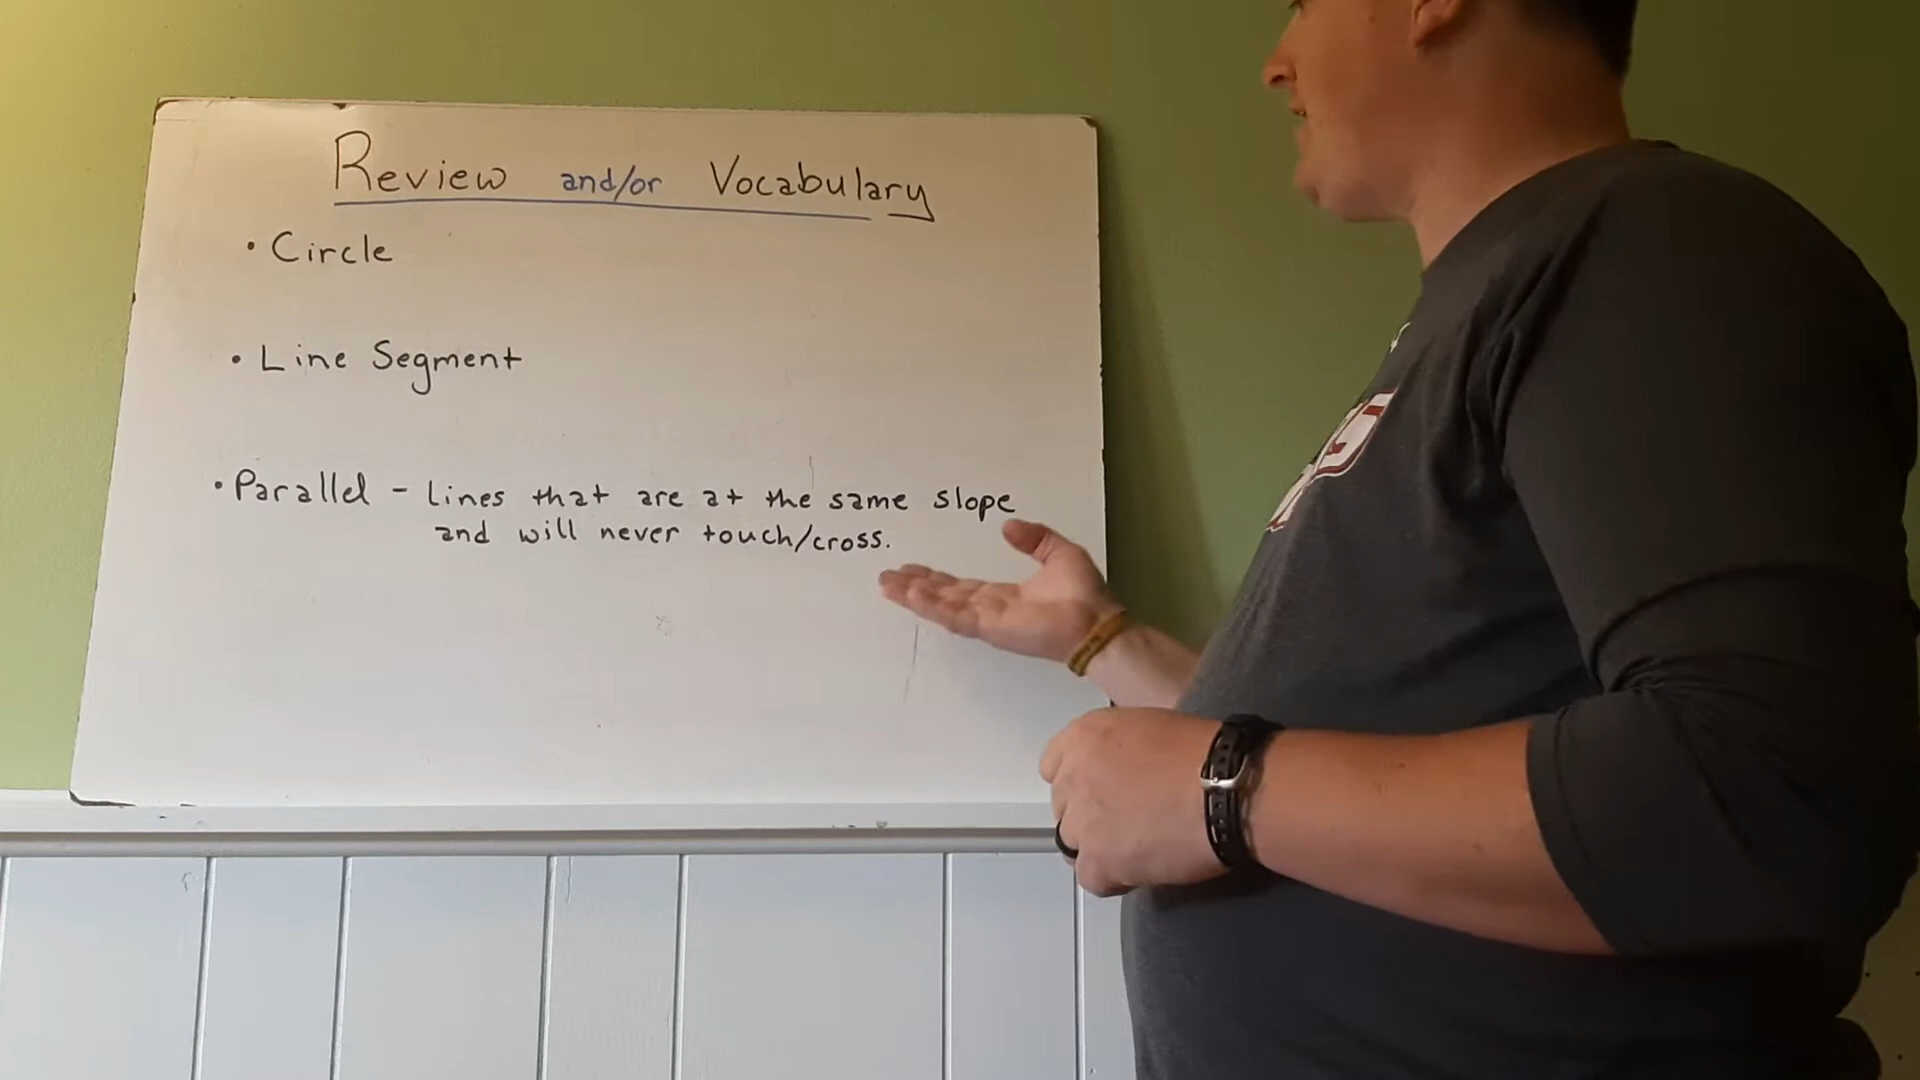 Review and/or Vocabulary
• Circle
• Line Segment
• Parallel - Lines that are at the same slope
and will never touch/cross.